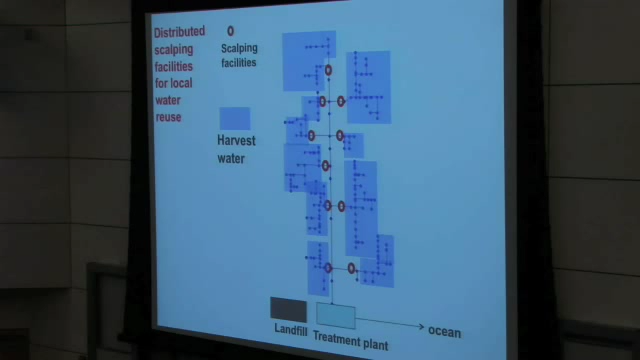 Distributed
scalping
facilities
for local
water
reuse
Scalping
facilities
Harvest
water
Landfill
Treatment plant
ocean